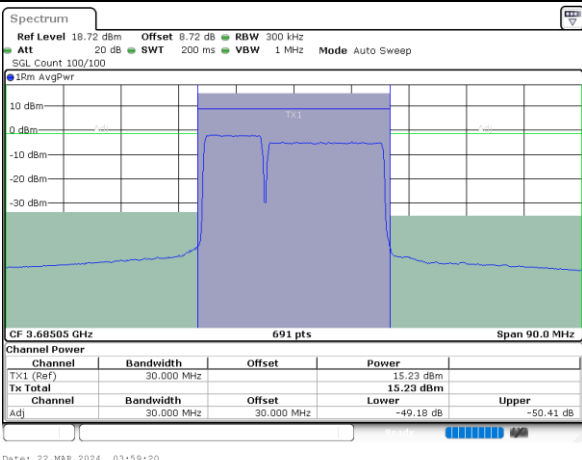 Spectrum
Ref Level 18.72 dBm Offset 8.72 dB RBW 300 kHz
Att 20 dB SWT 200 ms VBW 1 MHz Mode Auto Sweep
SGL Count 100/100
1Rm AvgPwr
10 dBm
TX1
0 dBm
Adj
Adj
-10 dBm
-20 dBm
-30 dBm
CF 3.68505 GHz 691 pts Span 90.0 MHz
Channel Power
Channel Bandwidth Offset Power
TX1 (Ref) 30.000 MHz 15.23 dBm
Tx Total 15.23 dBm
Channel Bandwidth Offset Lower Upper
Adj 30.000 MHz 30.000 MHz -49.18 dB -50.41 dB
Date: 22.MAR.2024 03:59:20